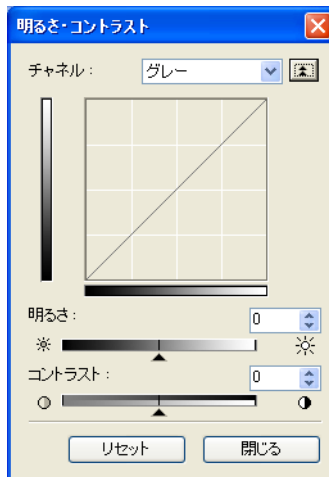 明るさ・コントラスト
チャネル： グレー
明るさ： 0
コントラスト： 0
リセット 閉じる